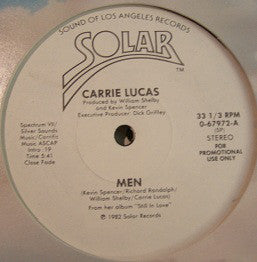 SOUND OF LOS ANGELES RECORDS
SOLAR
TM
CARRIE LUCAS
Produced by William Shelby
and Kevin Spencer
Executive Producer: Dick Griffey
Spectrum VII/
Silver Sounds
Music/
Music ASCAP
Intro :19
Time 5:41
Close Fade
33 1/3 RPM
0-67972-A
(SP)
STEREO
FOR
PROMOTIONAL
USE ONLY
MEN
(Kevin Spencer/Richard Randolph/
William Shelby/Carrie Lucas)
From her album "Still In Love"
℗ 1982 Solar Records